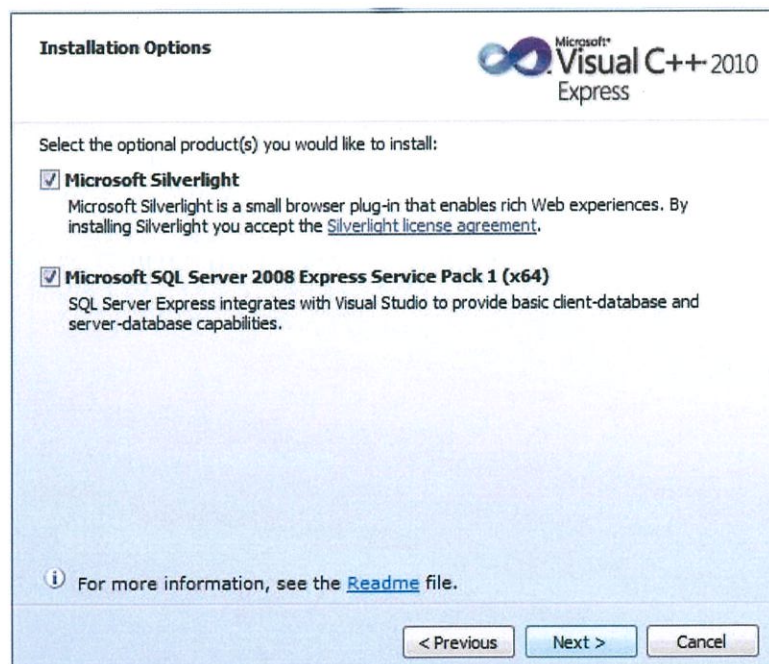 Installation Options
Microsoft®
Visual C++ 2010
Express
Select the optional product(s) you would like to install:
Microsoft Silverlight
Microsoft Silverlight is a small browser plug-in that enables rich Web experiences. By
installing Silverlight you accept the Silverlight license agreement.
Microsoft SQL Server 2008 Express Service Pack 1 (x64)
SQL Server Express integrates with Visual Studio to provide basic client-database and
server-database capabilities.
For more information, see the Readme file.
< Previous
Next >
Cancel